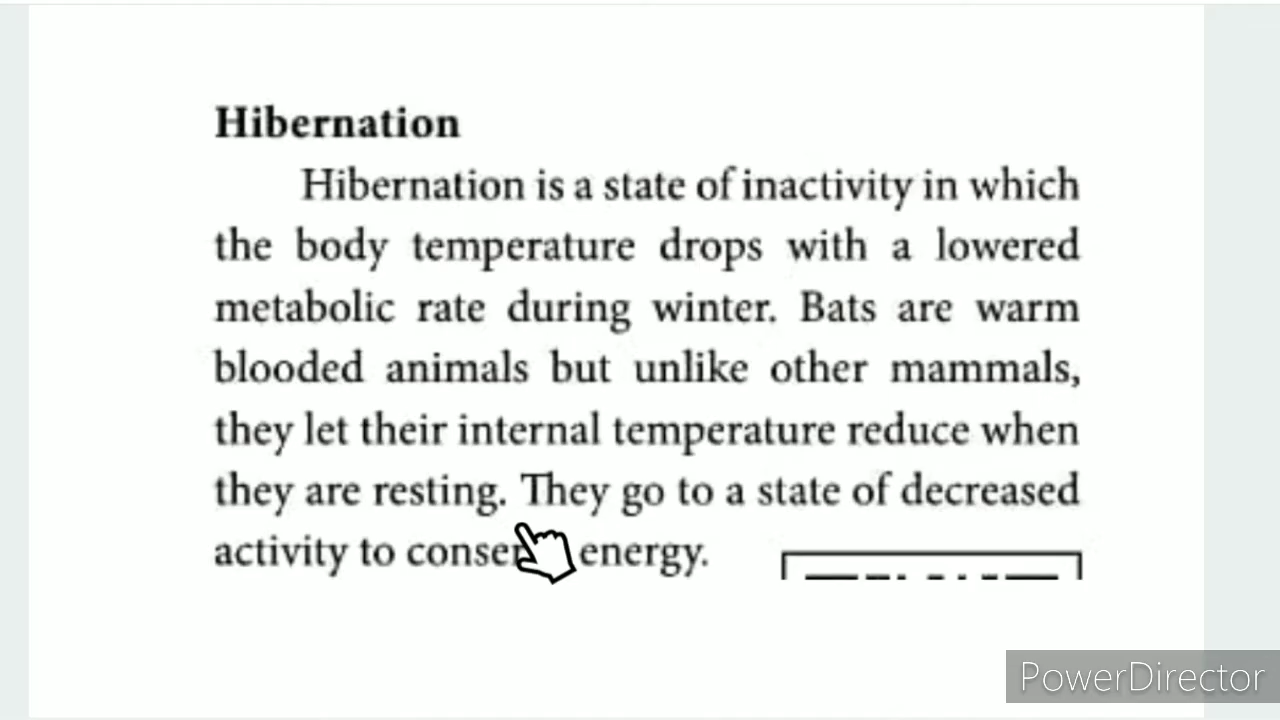 Hibernation
Hibernation is a state of inactivity in which
the body temperature drops with a lowered
metabolic rate during winter. Bats are warm
blooded animals but unlike other mammals,
they let their internal temperature reduce when
they are resting. They go to a state of decreased
activity to energy.
PowerDirector